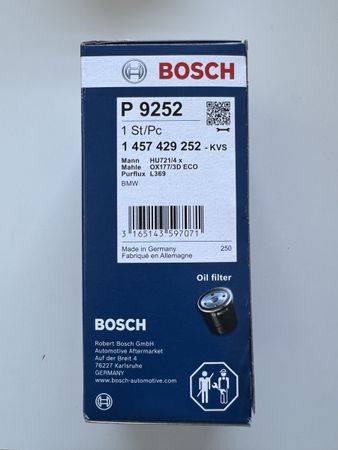 BOSCH
P 9252
1 St/Pc
1 457 429 252 - KVS
Mann HU721/4 x
Mahle OX177/3D ECO
Purflux L369
BMW
3 165143 597071
Made in Germany 250
Fabriqué en Allemagne
Oil filter
BOSCH
Robert Bosch GmbH
Automotive Aftermarket
Auf der Breit 4
76227 Karlsruhe
GERMANY
www.bosch-automotive.com